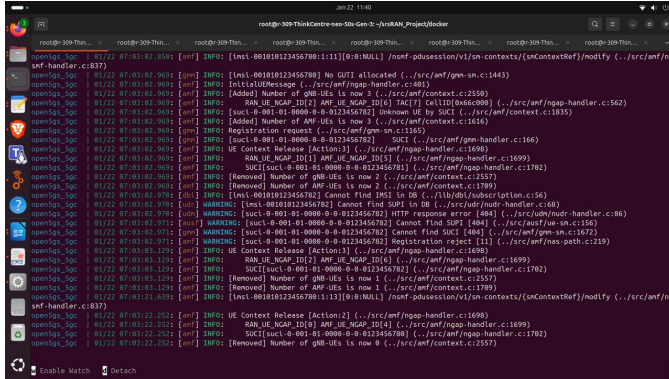 Jan 22 11:40
root@r-309-ThinkCentre-neo-50s-Gen-3: ~/srsRAN_Project/docker
root@r-309-Thin... root@r-309-Thin... root@r-309-Thin... root@r-309-Thin... root@r-309-Thin... root@r-309-Thin... root@r-309-Thin... root@r-309-Thin...
open5gs_5gc | 01/22 07:03:02.858: [amf] INFO: [imsi-001010123456780:1:11][0:0:NULL] /nsmf-pdusession/v1/sm-contexts/{smContextRef}/modify (../src/amf/n
smf-handler.c:837)
open5gs_5gc | 01/22 07:03:02.969: [gmm] INFO: [imsi-001010123456782] No GUTI allocated (../src/amf/gmm-sm.c:1443)
open5gs_5gc | 01/22 07:03:02.969: [amf] INFO: InitialUEMessage (../src/amf/ngap-handler.c:401)
open5gs_5gc | 01/22 07:03:02.969: [amf] INFO: [Added] Number of gNB-UEs is now 3 (../src/amf/context.c:2550)
open5gs_5gc | 01/22 07:03:02.969: [amf] INFO: RAN_UE_NGAP_ID[2] AMF_UE_NGAP_ID[6] TAC[7] CellID[0x66c000] (../src/amf/ngap-handler.c:562)
open5gs_5gc | 01/22 07:03:02.969: [amf] INFO: [suci-0-001-01-0000-0-0-0123456782] Unknown UE by SUCI (../src/amf/context.c:1835)
open5gs_5gc | 01/22 07:03:02.969: [amf] INFO: [Added] Number of AMF-UEs is now 3 (../src/amf/context.c:1616)
open5gs_5gc | 01/22 07:03:02.969: [gmm] INFO: Registration request (../src/amf/gmm-sm.c:1165)
open5gs_5gc | 01/22 07:03:02.969: [gmm] INFO: [suci-0-001-01-0000-0-0-0123456782] SUCI (../src/amf/gmm-handler.c:166)
open5gs_5gc | 01/22 07:03:02.969: [amf] INFO: UE Context Release [Action:3] (../src/amf/ngap-handler.c:1698)
open5gs_5gc | 01/22 07:03:02.969: [amf] INFO: RAN_UE_NGAP_ID[1] AMF_UE_NGAP_ID[5] (../src/amf/ngap-handler.c:1699)
open5gs_5gc | 01/22 07:03:02.969: [amf] INFO: SUCI[suci-0-001-01-0000-0-0-0123456781] (../src/amf/ngap-handler.c:1702)
open5gs_5gc | 01/22 07:03:02.969: [amf] INFO: [Removed] Number of gNB-UEs is now 2 (../src/amf/context.c:2557)
open5gs_5gc | 01/22 07:03:02.969: [amf] INFO: [Removed] Number of AMF-UEs is now 2 (../src/amf/context.c:1709)
open5gs_5gc | 01/22 07:03:02.970: [dbi] INFO: [imsi-001010123456782] Cannot find IMSI in DB (../lib/dbi/subscription.c:56)
open5gs_5gc | 01/22 07:03:02.970: [udr] WARNING: [imsi-001010123456782] Cannot find SUPI in DB (../src/udr/nudr-handler.c:68)
open5gs_5gc | 01/22 07:03:02.970: [udm] WARNING: [suci-0-001-01-0000-0-0-0123456782] HTTP response error [404] (../src/udm/nudr-handler.c:86)
open5gs_5gc | 01/22 07:03:02.971: [ausf] WARNING: [suci-0-001-01-0000-0-0-0123456782] Cannot find SUPI [404] (../src/ausf/ue-sm.c:156)
open5gs_5gc | 01/22 07:03:02.971: [gmm] WARNING: [suci-0-001-01-0000-0-0-0123456782] Cannot find SUCI [404] (../src/amf/gmm-sm.c:1672)
open5gs_5gc | 01/22 07:03:02.971: [amf] WARNING: [suci-0-001-01-0000-0-0-0123456782] Registration reject [11] (../src/amf/nas-path.c:219)
open5gs_5gc | 01/22 07:03:03.129: [amf] INFO: UE Context Release [Action:3] (../src/amf/ngap-handler.c:1698)
open5gs_5gc | 01/22 07:03:03.129: [amf] INFO: RAN_UE_NGAP_ID[2] AMF_UE_NGAP_ID[6] (../src/amf/ngap-handler.c:1699)
open5gs_5gc | 01/22 07:03:03.129: [amf] INFO: SUCI[suci-0-001-01-0000-0-0-0123456782] (../src/amf/ngap-handler.c:1702)
open5gs_5gc | 01/22 07:03:03.129: [amf] INFO: [Removed] Number of gNB-UEs is now 1 (../src/amf/context.c:2557)
open5gs_5gc | 01/22 07:03:03.129: [amf] INFO: [Removed] Number of AMF-UEs is now 1 (../src/amf/context.c:1709)
open5gs_5gc | 01/22 07:03:21.639: [amf] INFO: [imsi-001010123456780:1:13][0:0:NULL] /nsmf-pdusession/v1/sm-contexts/{smContextRef}/modify (../src/amf/n
smf-handler.c:837)
open5gs_5gc | 01/22 07:03:22.252: [amf] INFO: UE Context Release [Action:2] (../src/amf/ngap-handler.c:1698)
open5gs_5gc | 01/22 07:03:22.252: [amf] INFO: RAN_UE_NGAP_ID[0] AMF_UE_NGAP_ID[4] (../src/amf/ngap-handler.c:1699)
open5gs_5gc | 01/22 07:03:22.252: [amf] INFO: SUCI[suci-0-001-01-0000-0-0-0123456780] (../src/amf/ngap-handler.c:1702)
open5gs_5gc | 01/22 07:03:22.252: [amf] INFO: [Removed] Number of gNB-UEs is now 0 (../src/amf/context.c:2557)
w Enable Watch d Detach